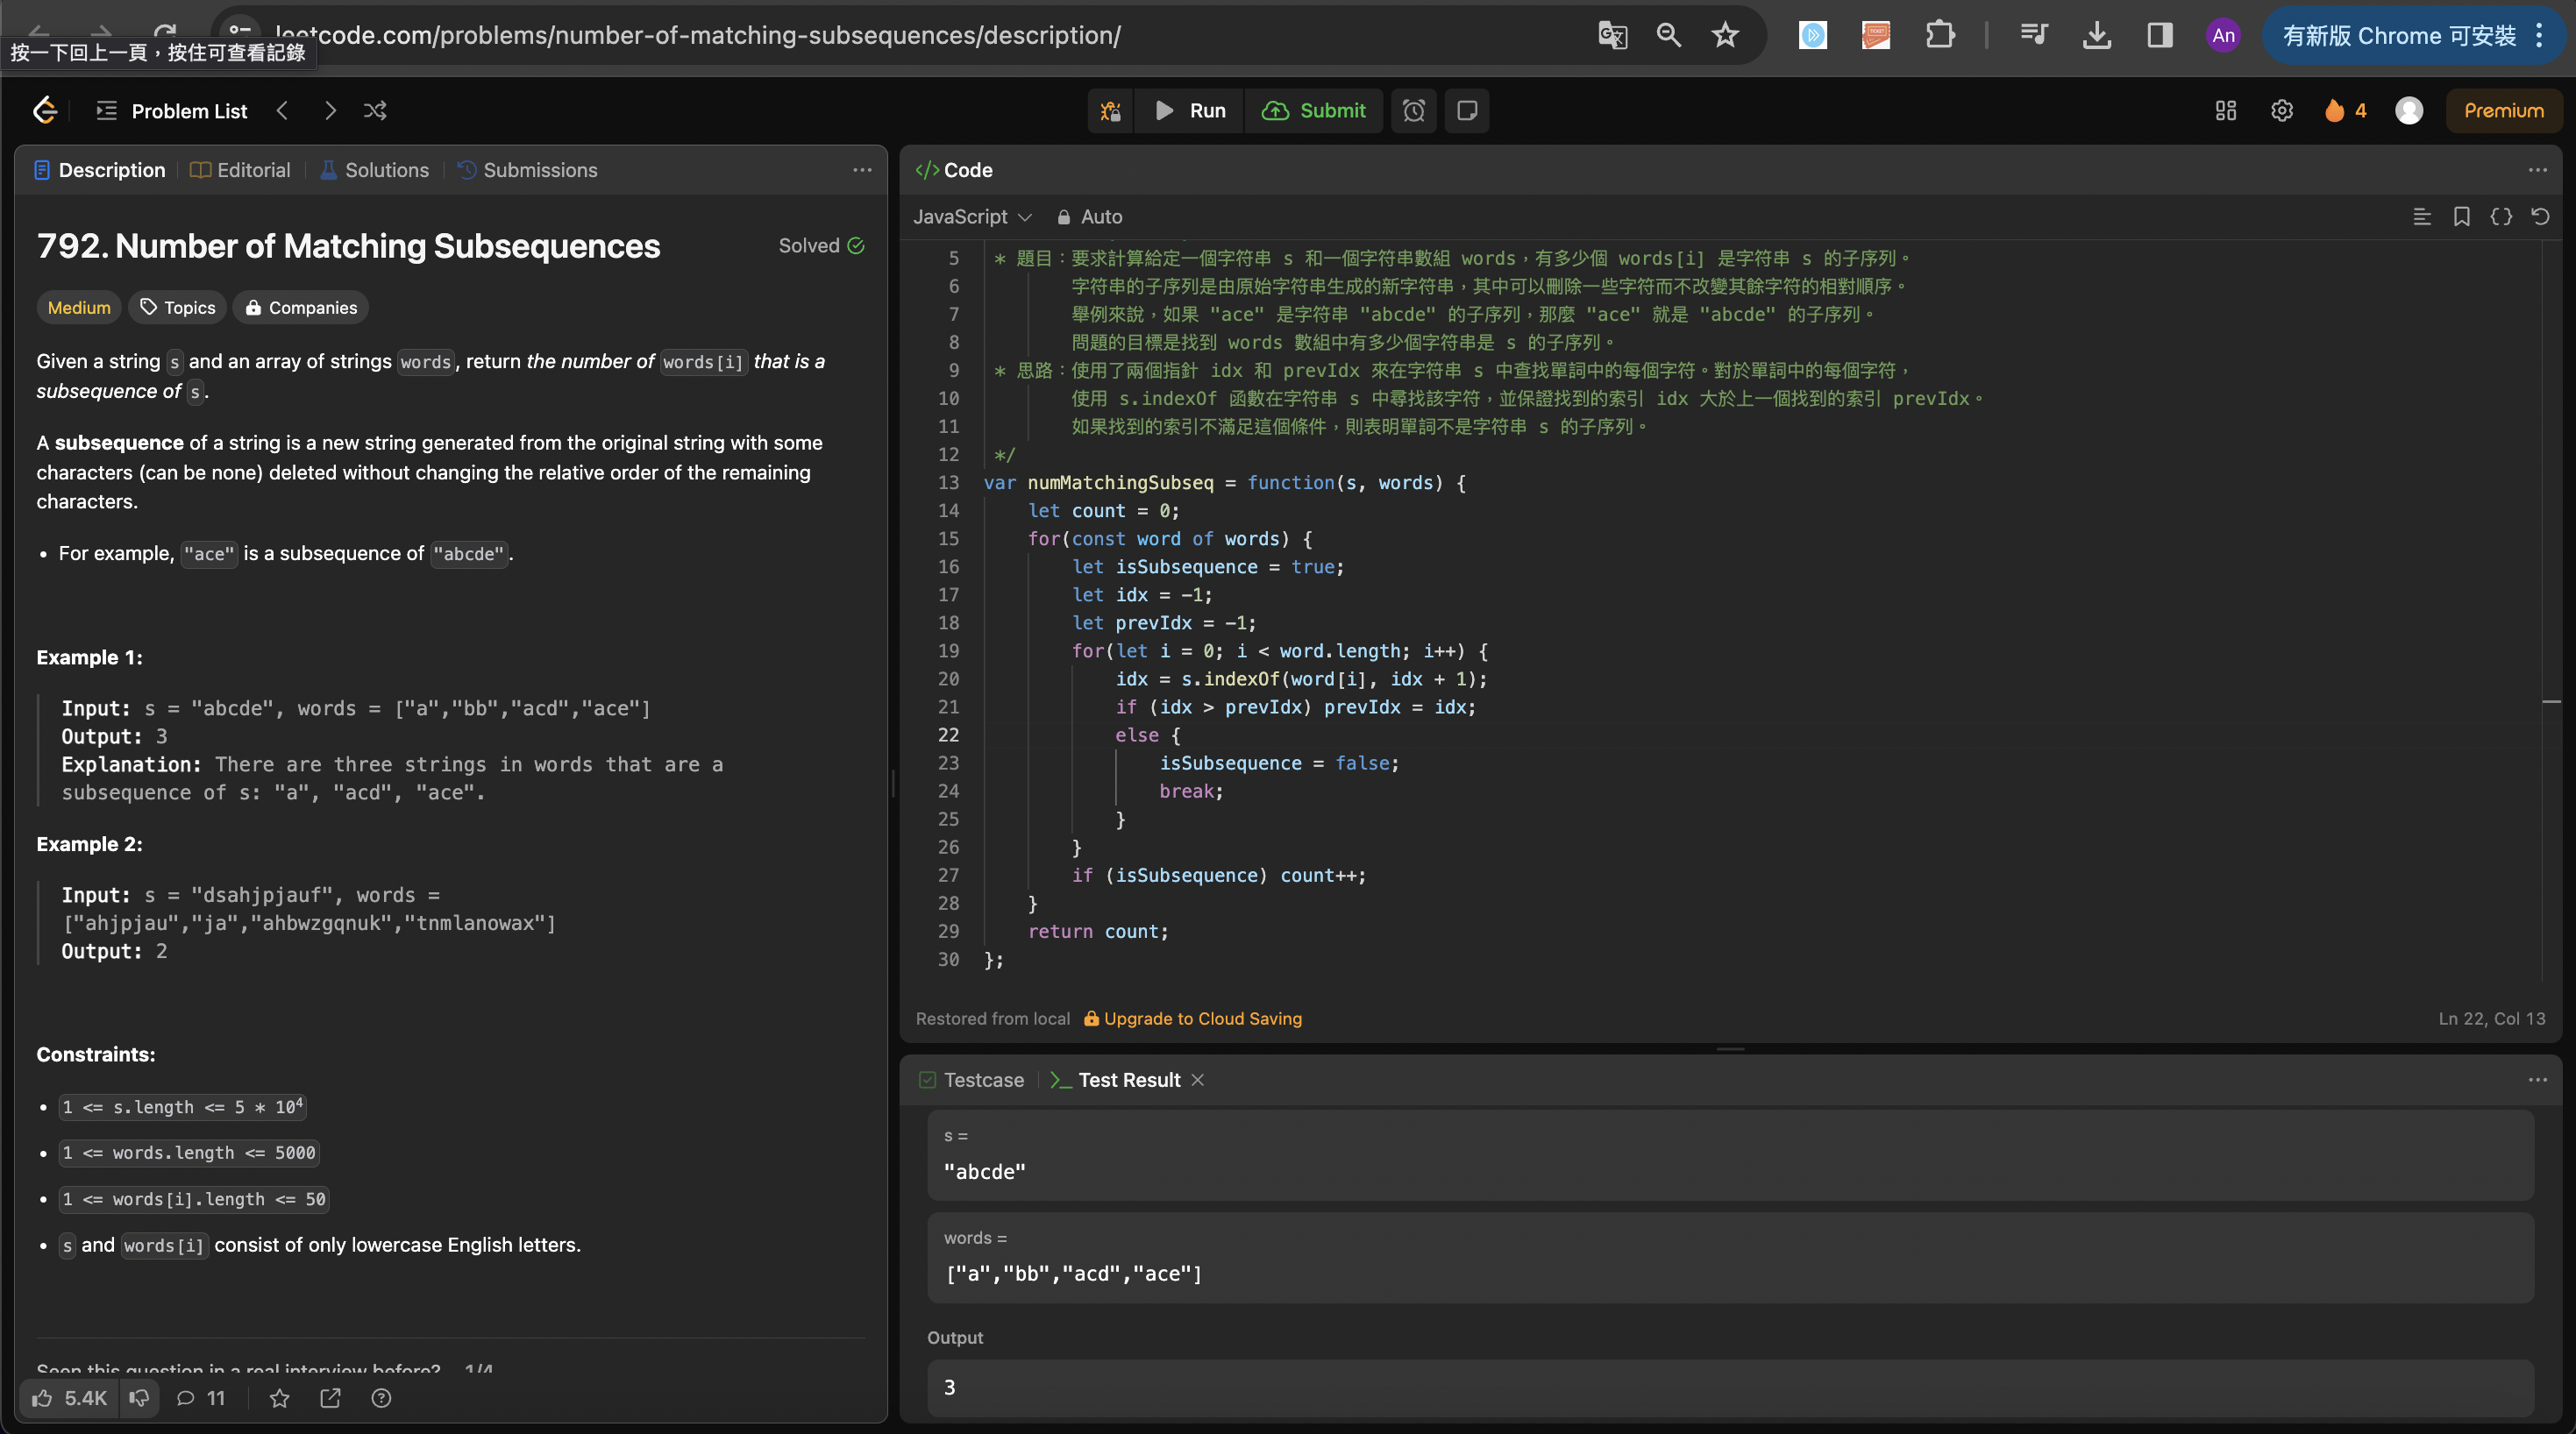 leetcode.com/problems/number-of-matching-subsequences/description/
An
有新版 Chrome 可安裝
按一下回上一頁，按住可查看記錄
Problem List
Run
Submit
4
Premium
Description
Editorial
Solutions
Submissions
792. Number of Matching Subsequences
Solved
Medium
Topics
Companies
Given a string s and an array of strings words, return the number of words[i] that is a
subsequence of s.
A subsequence of a string is a new string generated from the original string with some
characters (can be none) deleted without changing the relative order of the remaining
characters.
• For example, "ace" is a subsequence of "abcde".
Example 1:
Input: s = "abcde", words = ["a","bb","acd","ace"]
Output: 3
Explanation: There are three strings in words that are a
subsequence of s: "a", "acd", "ace".
Example 2:
Input: s = "dsahjpjauf", words =
["ahjpjau","ja","ahbwzgqnuk","tnmlanowax"]
Output: 2
Constraints:
• 1 <= s.length <= 5 * 10⁴
• 1 <= words.length <= 5000
• 1 <= words[i].length <= 50
• s and words[i] consist of only lowercase English letters.
Seen this question in a real interview before? 1/4
5.4K
11
</> Code
JavaScript
Auto
5 * 題目：要求計算給定一個字符串 s 和一個字符串數組 words，有多少個 words[i] 是字符串 s 的子序列。
6 字符串的子序列是由原始字符串生成的新字符串，其中可以刪除一些字符而不改變其餘字符的相對順序。
7 舉例來說，如果 "ace" 是字符串 "abcde" 的子序列，那麼 "ace" 就是 "abcde" 的子序列。
8 問題的目標是找到 words 數組中有多少個字符串是 s 的子序列。
9 * 思路：使用了兩個指針 idx 和 prevIdx 來在字符串 s 中查找單詞中的每個字符。對於單詞中的每個字符，
10 使用 s.indexOf 函數在字符串 s 中尋找該字符，並保證找到的索引 idx 大於上一個找到的索引 prevIdx。
11 如果找到的索引不滿足這個條件，則表明單詞不是字符串 s 的子序列。
12 */
13 var numMatchingSubseq = function(s, words) {
14 let count = 0;
15 for(const word of words) {
16 let isSubsequence = true;
17 let idx = -1;
18 let prevIdx = -1;
19 for(let i = 0; i < word.length; i++) {
20 idx = s.indexOf(word[i], idx + 1);
21 if (idx > prevIdx) prevIdx = idx;
22 else {
23 isSubsequence = false;
24 break;
25 }
26 }
27 if (isSubsequence) count++;
28 }
29 return count;
30 };
Restored from local
Upgrade to Cloud Saving
Ln 22, Col 13
Testcase
Test Result
s =
"abcde"
words =
["a","bb","acd","ace"]
Output
3